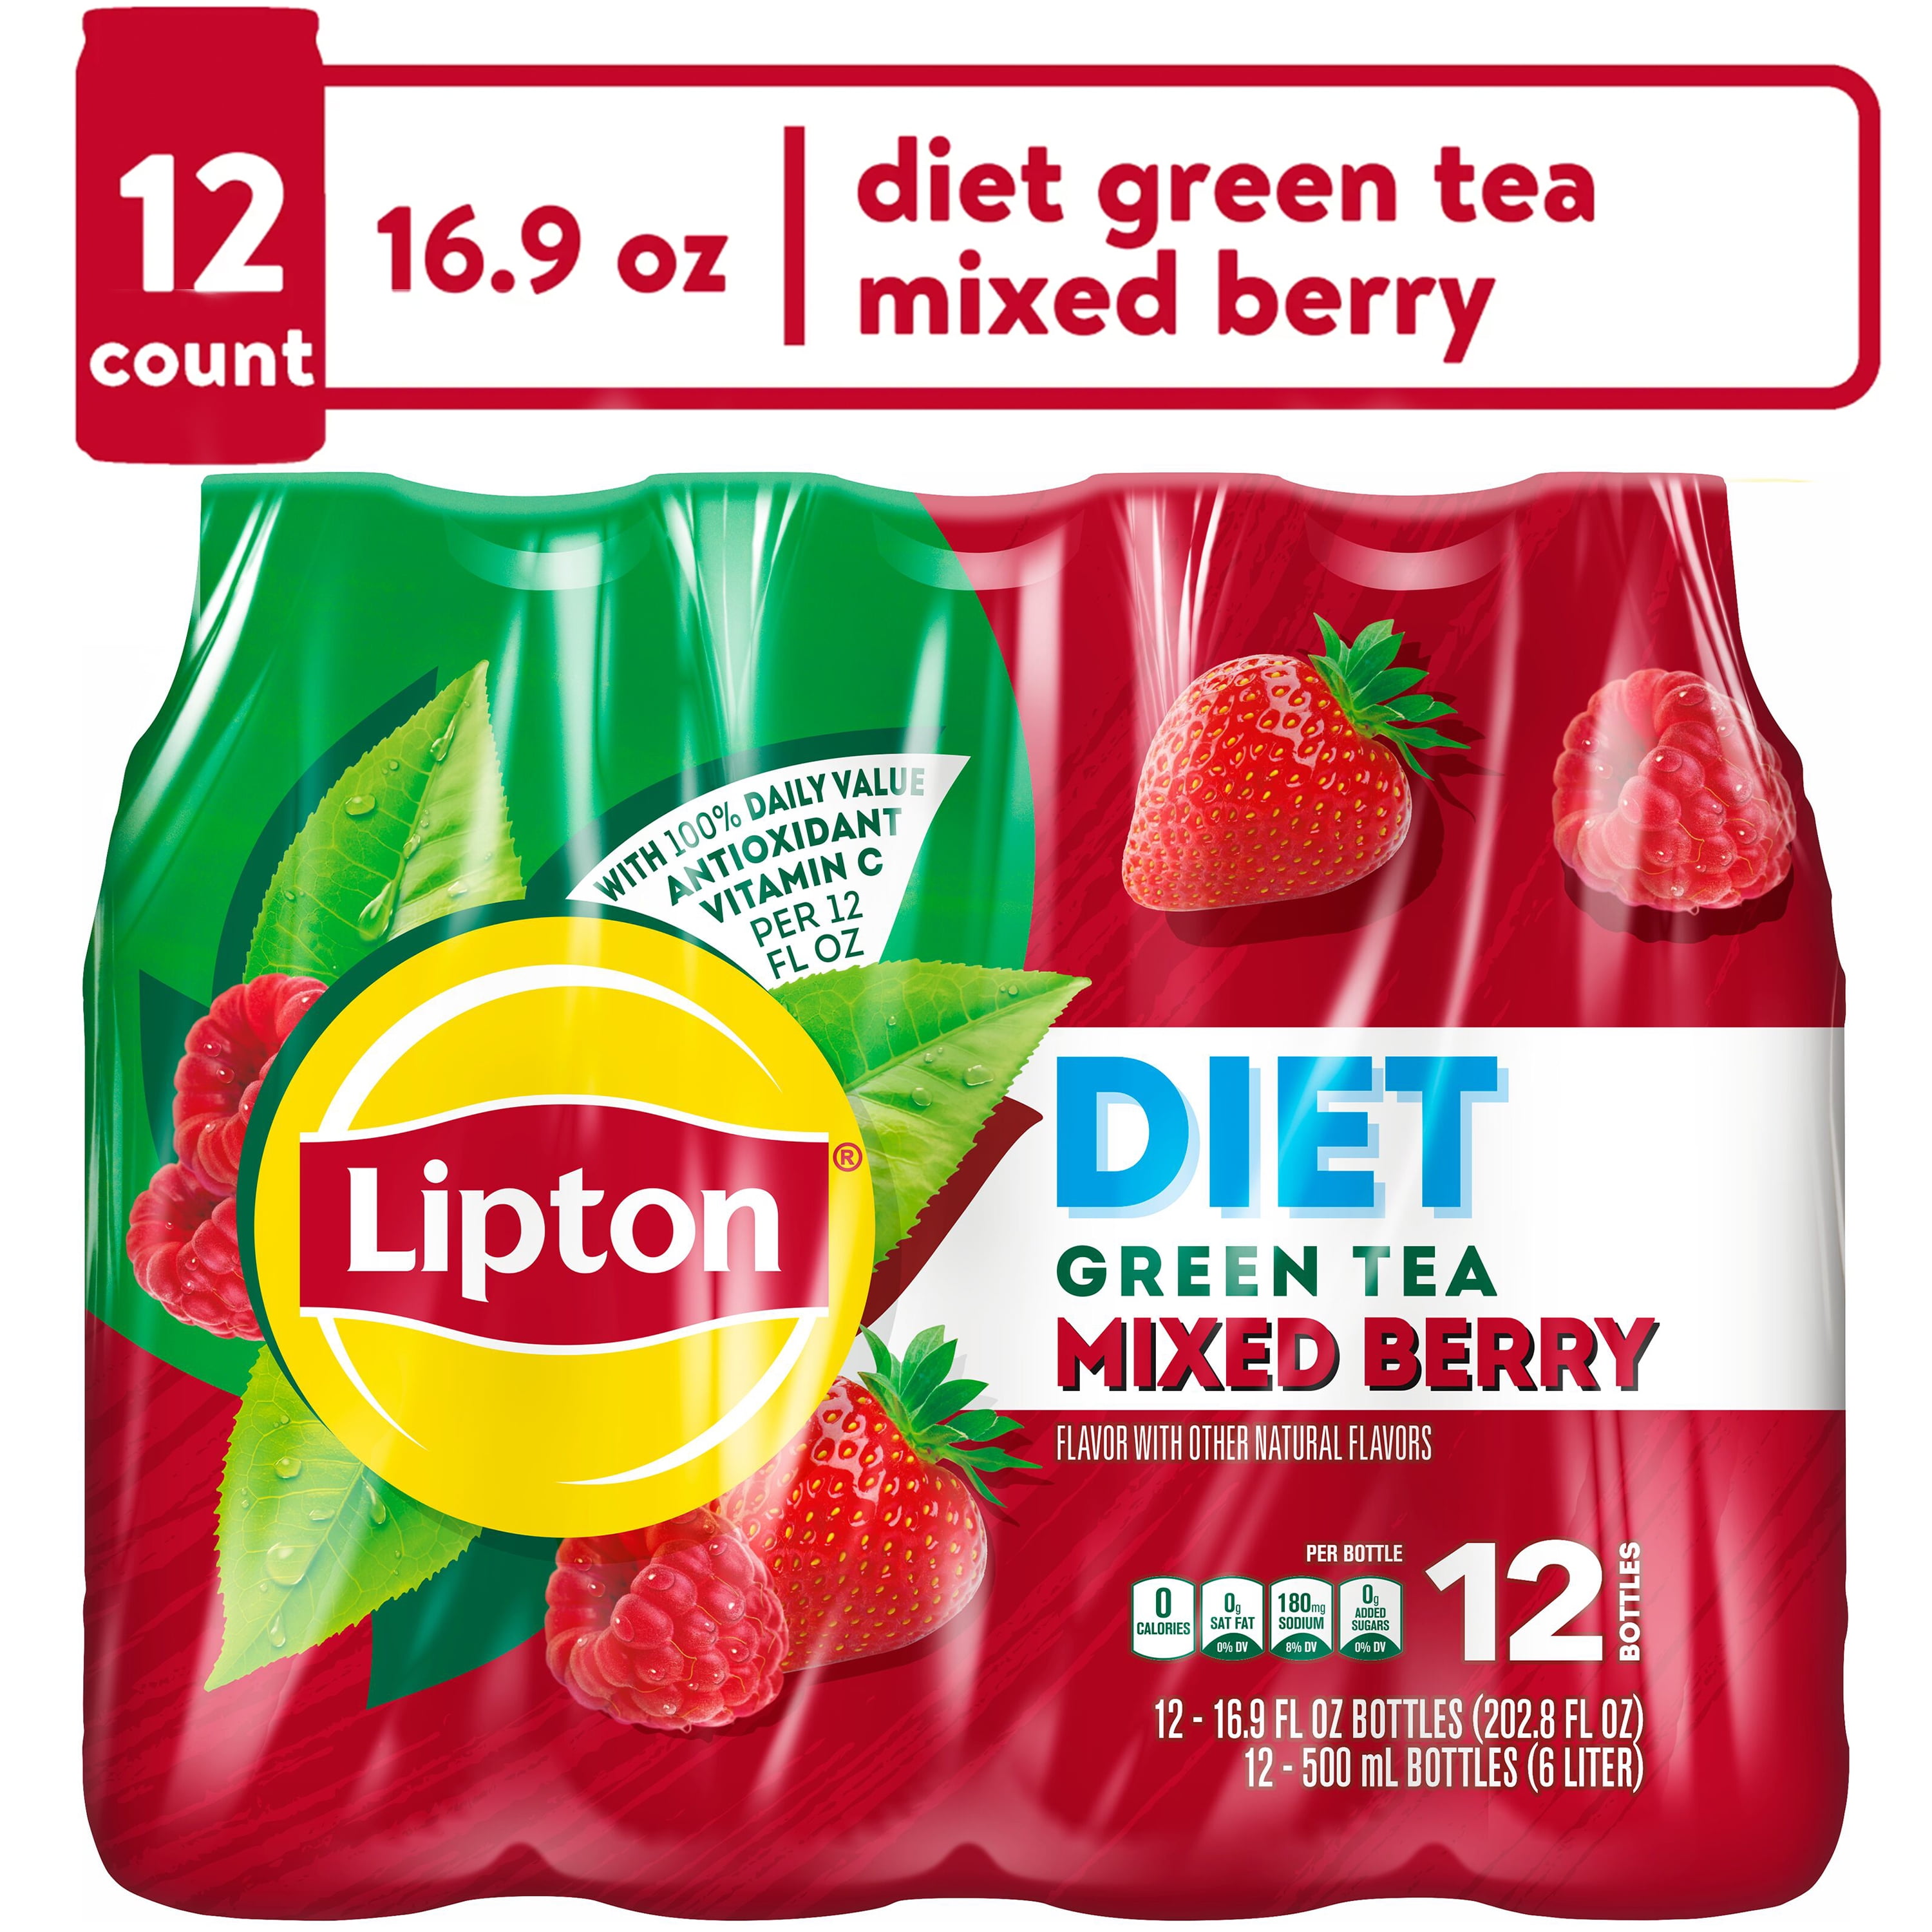 12
count
16.9 oz
diet green tea
mixed berry
WITH 100% DAILY VALUE
ANTIOXIDANT
VITAMIN C
PER 12
FL OZ
Lipton®
DIET
GREEN TEA
MIXED BERRY
FLAVOR WITH OTHER NATURAL FLAVORS
PER BOTTLE
0 CALORIES
0g SAT FAT 0% DV
180mg SODIUM 8% DV
0g ADDED SUGARS 0% DV
12 BOTTLES
12 - 16.9 FL OZ BOTTLES (202.8 FL OZ)
12 - 500 mL BOTTLES (6 LITER)